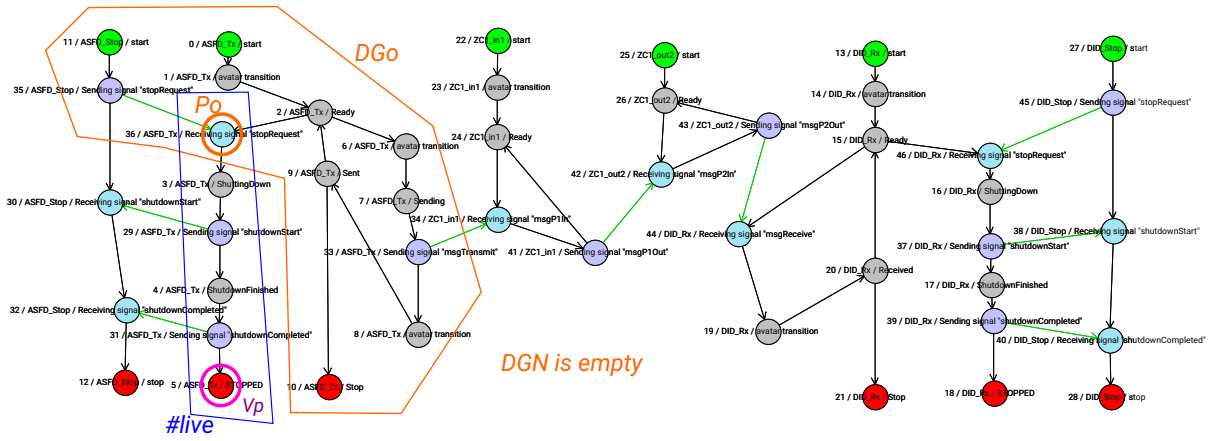 11 / ASFD_Stop / start
0 / ASFD_Tx / start
22 / ZC1_in1 / start
25 / ZC1_out2 / start
13 / DID_Rx / start
27 / DID_Stop / start
DGo
1 / ASFD_Tx / avatar transition
35 / ASFD_Stop / Sending signal "stopRequest"
23 / ZC1_in1 / avatar transition
26 / ZC1_out2 / Ready
14 / DID_Rx / avatar transition
45 / DID_Stop / Sending signal "stopRequest"
Po
2 / ASFD_Tx / Ready
43 / ZC1_out2 / Sending signal "msgP2Out"
36 / ASFD_Tx / Receiving signal "stopRequest"
24 / ZC1_in1 / Ready
15 / DID_Rx / Ready
6 / ASFD_Tx / avatar transition
46 / DID_Rx / Receiving signal "stopRequest"
9 / ASFD_Tx / Sent
42 / ZC1_out2 / Receiving signal "msgP2In"
3 / ASFD_Tx / ShuttingDown
16 / DID_Rx / ShuttingDown
30 / ASFD_Stop / Receiving signal "shutdownStart"
7 / ASFD_Tx / Sending
34 / ZC1_in1 / Receiving signal "msgP1In"
29 / ASFD_Tx / Sending signal "shutdownStart"
44 / DID_Rx / Receiving signal "msgReceive"
38 / DID_Stop / Receiving signal "shutdownStart"
33 / ASFD_Tx / Sending signal "msgTransmit"
41 / ZC1_in1 / Sending signal "msgP1Out"
37 / DID_Rx / Sending signal "shutdownStart"
20 / DID_Rx / Received
4 / ASFD_Tx / ShutdownFinished
17 / DID_Rx / ShutdownFinished
32 / ASFD_Stop / Receiving signal "shutdownCompleted"
39 / DID_Rx / Sending signal "shutdownCompleted"
31 / ASFD_Tx / Sending signal "shutdownCompleted"
8 / ASFD_Tx / avatar transition
19 / DID_Rx / avatar transition
40 / DID_Stop / Receiving signal "shutdownCompleted"
DGN is empty
12 / ASFD_Stop / stop
5 / ASFD_Tx / STOPPED
10 / ASFD_Tx / Stop
21 / DID_Rx / Stop
18 / DID_Rx / STOPPED
28 / DID_Stop / stop
Vp
#live